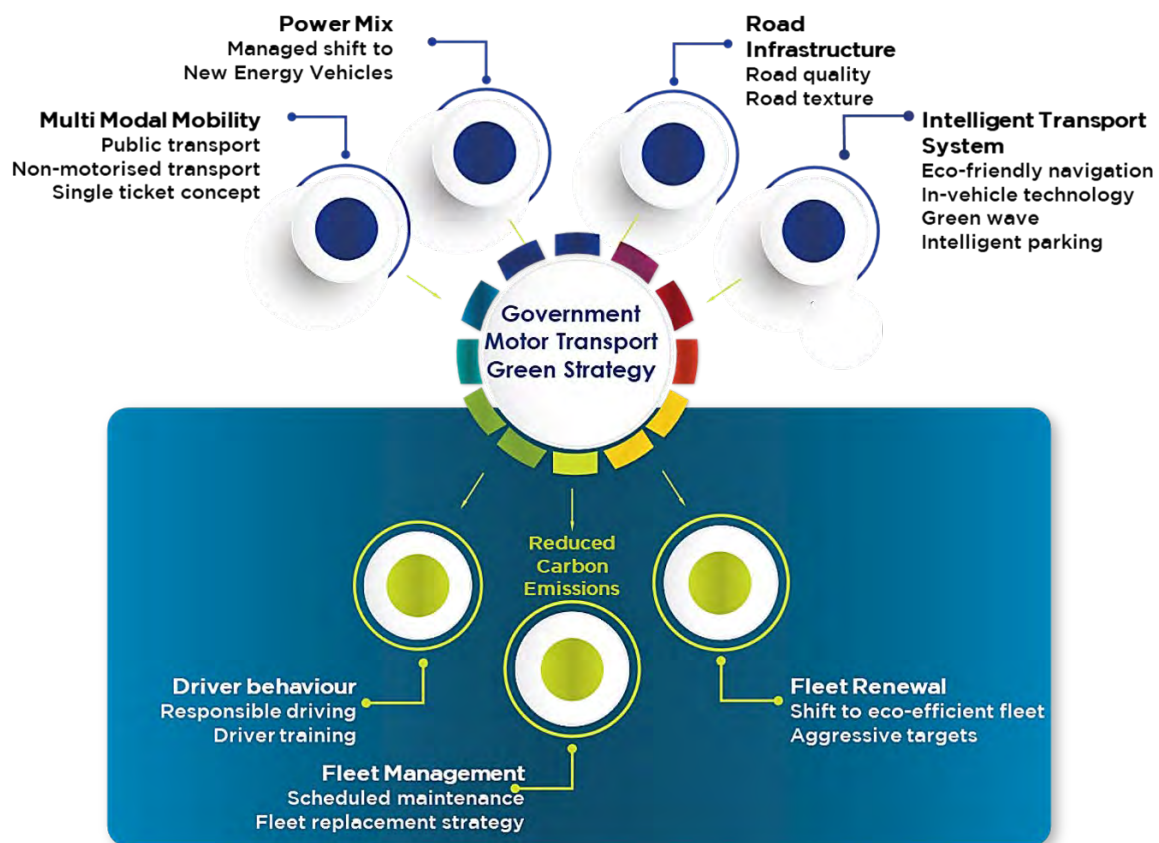 Power Mix
Managed shift to
New Energy Vehicles
Road
Infrastructure
Road quality
Road texture
Multi Modal Mobility
Public transport
Non-motorised transport
Single ticket concept
Intelligent Transport
System
Eco-friendly navigation
In-vehicle technology
Green wave
Intelligent parking
Government
Motor Transport
Green Strategy
Reduced
Carbon
Emissions
Driver behaviour
Responsible driving
Driver training
Fleet Management
Scheduled maintenance
Fleet replacement strategy
Fleet Renewal
Shift to eco-efficient fleet
Aggressive targets